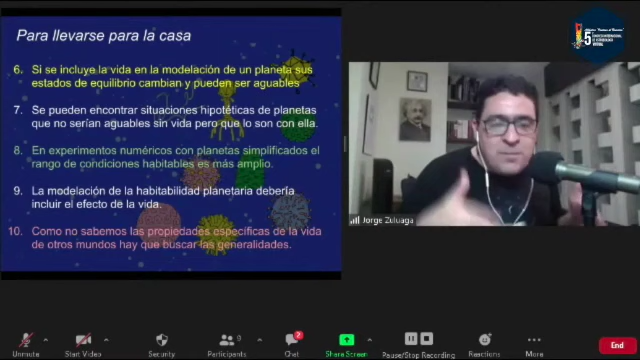 Para llevarse para la casa
6. Si se incluye la vida en la modelación de un planeta sus
estados de equilibrio cambian y pueden ser aguables
7. Se pueden encontrar situaciones hipotéticas de planetas
que no serían aguables sin vida pero que lo son con ella.
8. En experimentos numéricos con planetas simplificados el
rango de condiciones habitables es más amplio.
9. La modelación de la habitabilidad planetaria debería
incluir el efecto de la vida.
10. Como no sabemos las propiedades específicas de la vida
de otros mundos hay que buscar las generalidades.
5
Jorge Zuluaga
Unmute
Start Video
Security
Participants
9
Chat
2
Share Screen
Pause/Stop Recording
Reactions
More
End